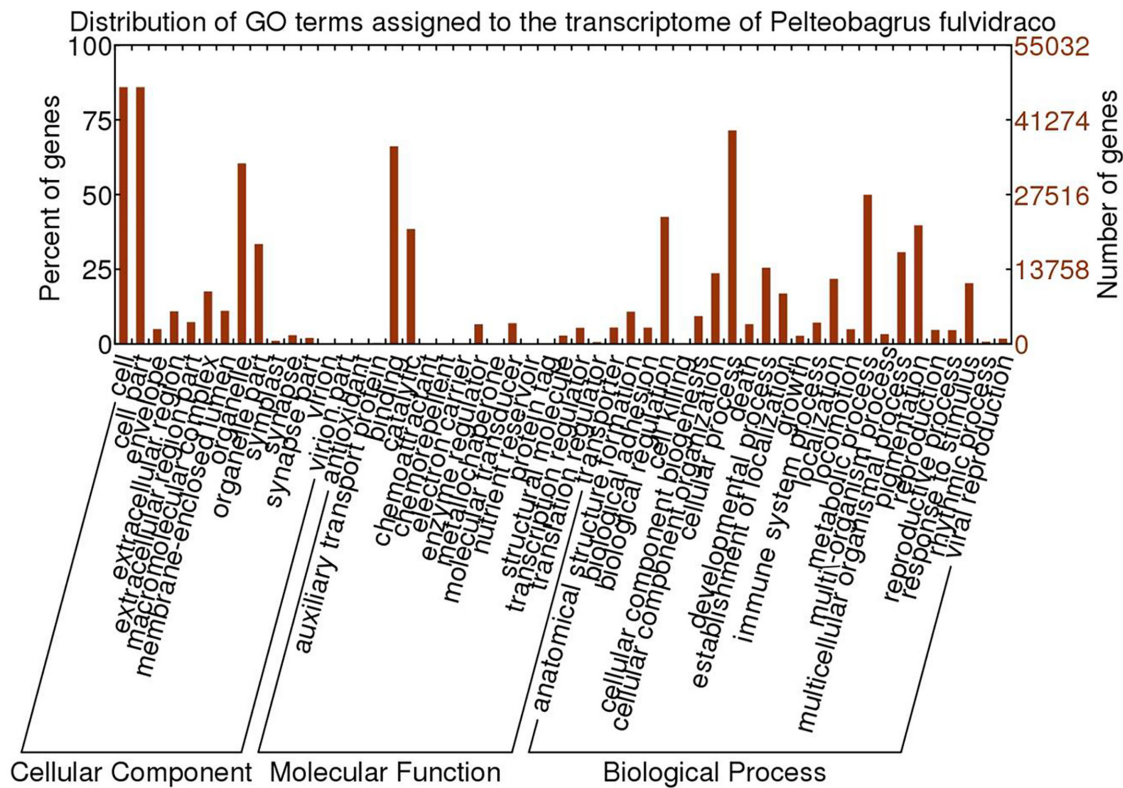 Distribution of GO terms assigned to the transcriptome of Pelteobagrus fulvidraco
Percent of genes
100
75
50
25
0
55032
41274
27516
13758
0
Number of genes
cell
cell part
envelope
extracellular region
extracellular region part
macromolecular complex
membrane-enclosed lumen
organelle
organelle part
symplast
synapse
synapse part
virion
virion part
antioxidant
auxiliary transport protein
binding
catalytic
chemoattractant
chemorepellent
electron carrier
enzyme regulator
metallochaperone
molecular transducer
nutrient reservoir
protein tag
structural molecule
transcription regulator
translation regulator
transporter
anatomical structure formation
biological adhesion
biological regulation
cell killing
cellular component biogenesis
cellular component organization
cellular process
death
developmental process
establishment of localization
growth
immune system process
localization
locomotion
metabolic process
multi\-organism process
multicellular organismal process
pigmentation
reproduction
reproductive process
response to stimulus
rhythmic process
viral reproduction
Cellular Component
Molecular Function
Biological Process